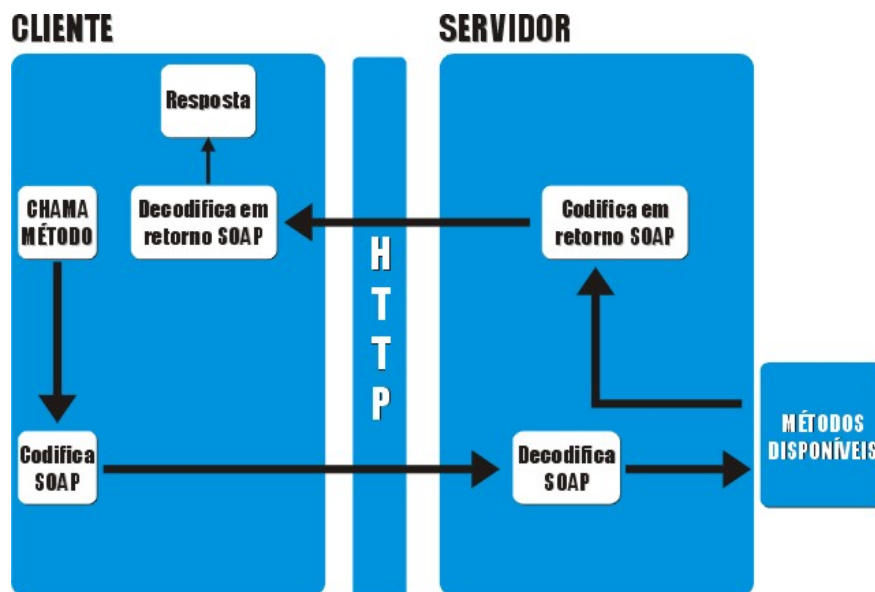 CLIENTE
SERVIDOR
Resposta
CHAMA
MÉTODO
Decodifica em
retorno SOAP
Codifica em
retorno SOAP
H
T
T
P
MÉTODOS
DISPONÍVEIS
Codifica
SOAP
Decodifica
SOAP